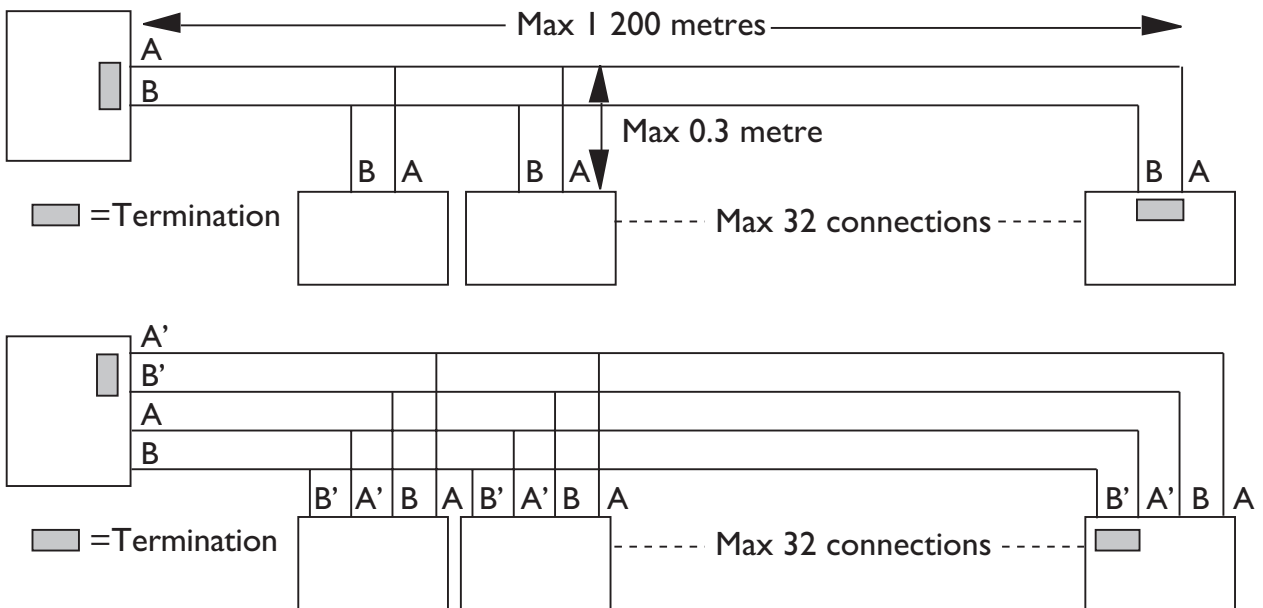 Max 1 200 metres
A
B
Max 0.3 metre
B A B A B A
=Termination
Max 32 connections
A’
B’
A
B
B’ A’ B A B’ A’ B A B’ A’ B A
=Termination
Max 32 connections